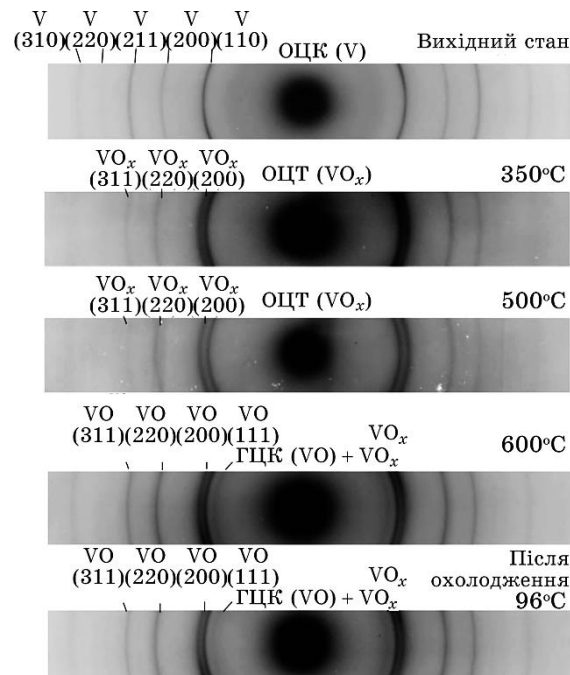 V V V V V
(310)(220)(211)(200)(110)
ОЦК (V)
Вихідний стан
VOₓ VOₓ VOₓ
(311)(220)(200)
ОЦТ (VOₓ)
350°C
VOₓ VOₓ VOₓ
(311)(220)(200)
ОЦТ (VOₓ)
500°C
VO VO VO VO
(311)(220)(200)(111)
VOₓ
ГЦК (VO) + VOₓ
600°C
VO VO VO VO
(311)(220)(200)(111)
VOₓ
ГЦК (VO) + VOₓ
Після
охолодження
96°C